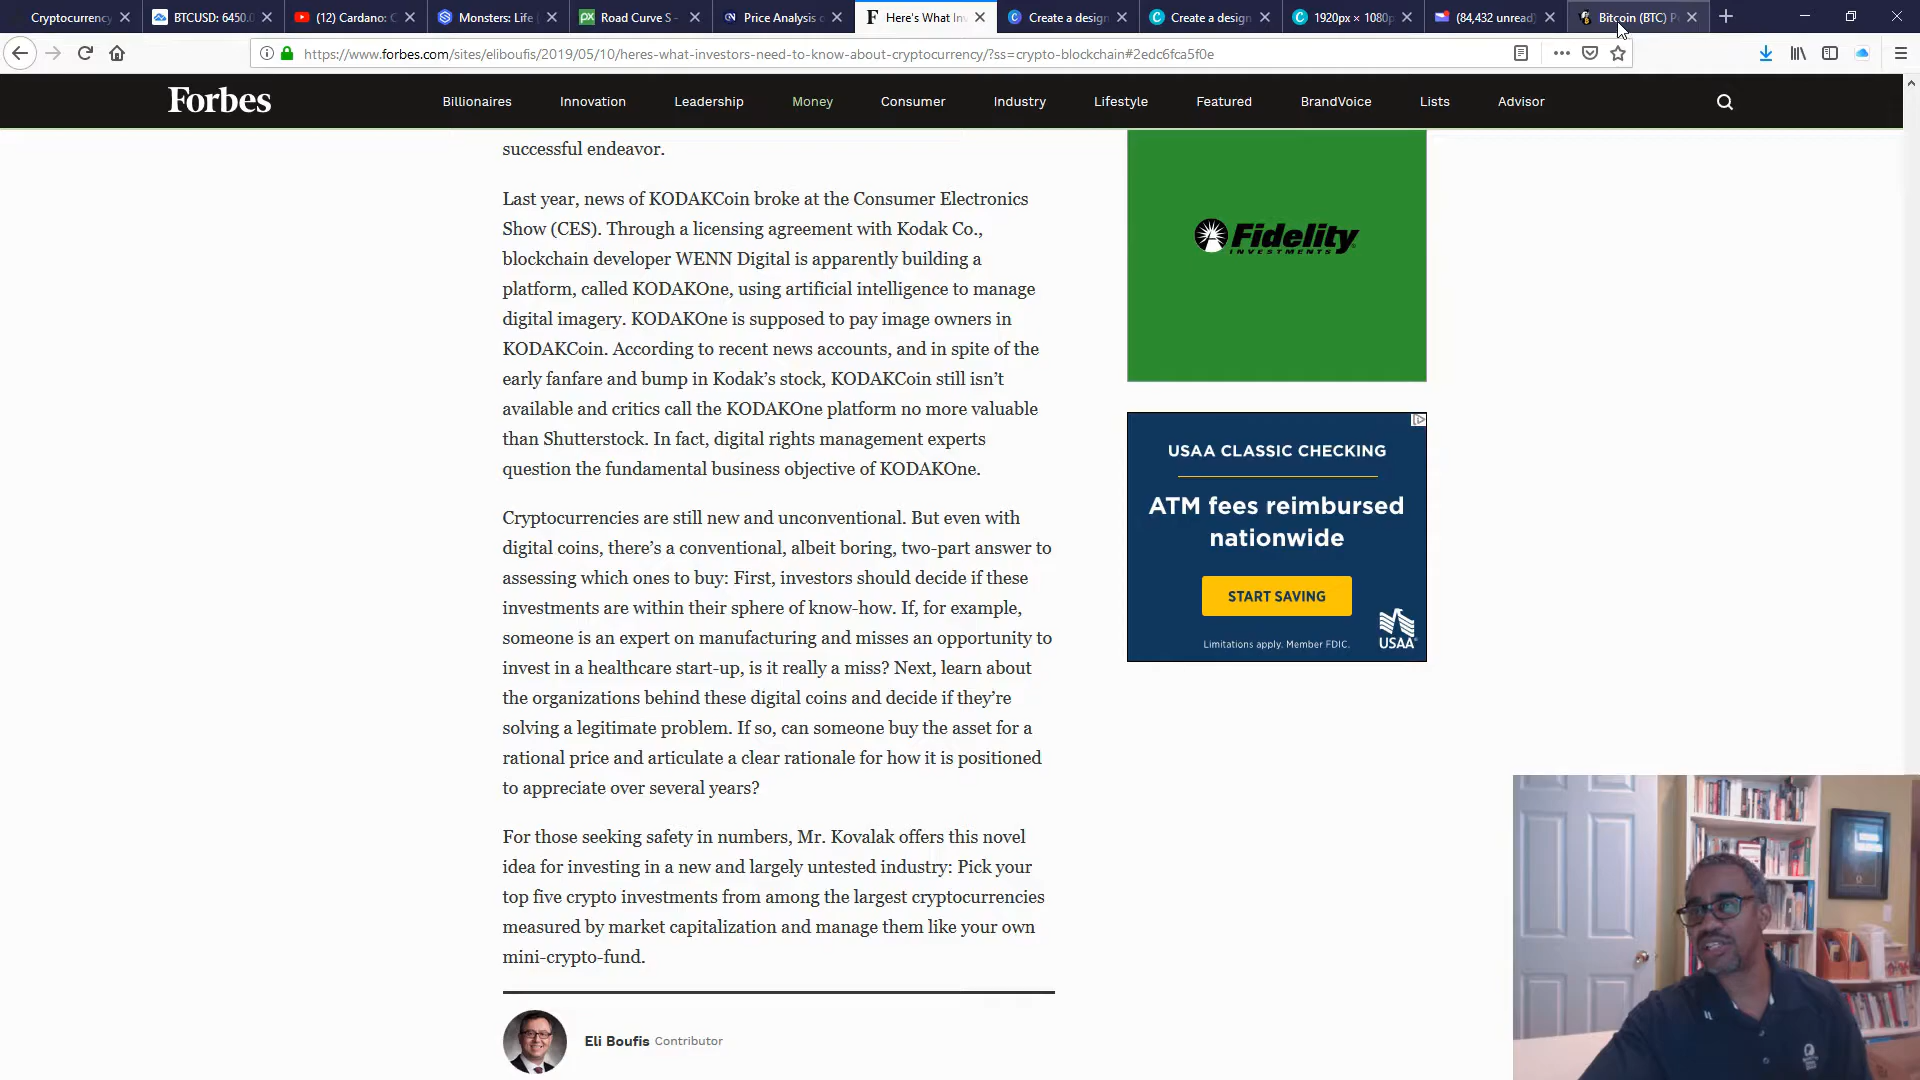 Cryptocurrency
BTCUSD: 6450.0
(12) Cardano: C
Monsters: Life
Road Curve S -
Price Analysis o
Here's What In
Create a design
Create a design
1920px × 1080p
(84,432 unread)
Bitcoin (BTC) P
https://www.forbes.com/sites/eliboufis/2019/05/10/heres-what-investors-need-to-know-about-cryptocurrency/?ss=crypto-blockchain#2edc6fca5f0e
Forbes
Billionaires
Innovation
Leadership
Money
Consumer
Industry
Lifestyle
Featured
BrandVoice
Lists
Advisor
successful endeavor.
Last year, news of KODAKCoin broke at the Consumer Electronics
Show (CES). Through a licensing agreement with Kodak Co.,
blockchain developer WENN Digital is apparently building a
platform, called KODAKOne, using artificial intelligence to manage
digital imagery. KODAKOne is supposed to pay image owners in
KODAKCoin. According to recent news accounts, and in spite of the
early fanfare and bump in Kodak’s stock, KODAKCoin still isn’t
available and critics call the KODAKOne platform no more valuable
than Shutterstock. In fact, digital rights management experts
question the fundamental business objective of KODAKOne.
Cryptocurrencies are still new and unconventional. But even with
digital coins, there’s a conventional, albeit boring, two-part answer to
assessing which ones to buy: First, investors should decide if these
investments are within their sphere of know-how. If, for example,
someone is an expert on manufacturing and misses an opportunity to
invest in a healthcare start-up, is it really a miss? Next, learn about
the organizations behind these digital coins and decide if they’re
solving a legitimate problem. If so, can someone buy the asset for a
rational price and articulate a clear rationale for how it is positioned
to appreciate over several years?
For those seeking safety in numbers, Mr. Kovalak offers this novel
idea for investing in a new and largely untested industry: Pick your
top five crypto investments from among the largest cryptocurrencies
measured by market capitalization and manage them like your own
mini-crypto-fund.
Eli Boufis Contributor
Fidelity
INVESTMENTS
USAA CLASSIC CHECKING
ATM fees reimbursed
nationwide
START SAVING
Limitations apply. Member FDIC.
USAA